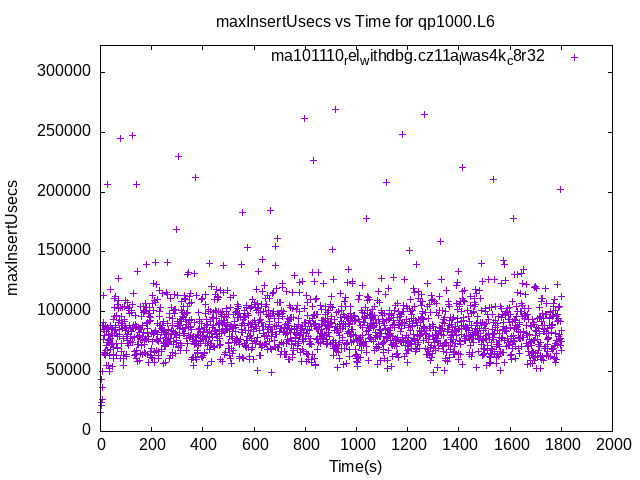 maxInsertUsecs vs Time for qp1000.L6
ma101110relwithdbg.cz11alwas4kc8r32
300000
250000
200000
150000
100000
50000
0
maxInsertUsecs
0 200 400 600 800 1000 1200 1400 1600 1800 2000
Time(s)